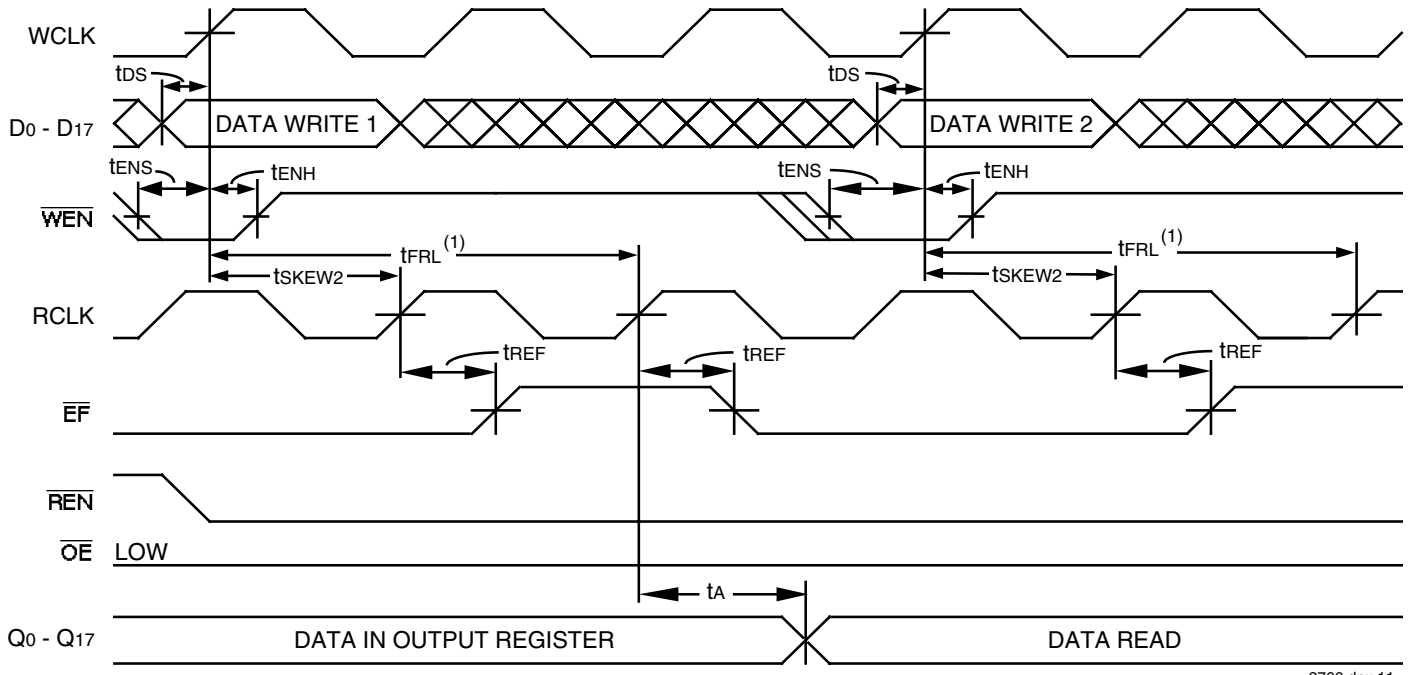 WCLK
tDS
tDS
D0 - D17
DATA WRITE 1
DATA WRITE 2
tENS
tENH
tENS
tENH
WEN
tFRL(1)
tFRL(1)
tSKEW2
tSKEW2
RCLK
tREF
tREF
tREF
EF
REN
OE
LOW
tA
Q0 - Q17
DATA IN OUTPUT REGISTER
DATA READ